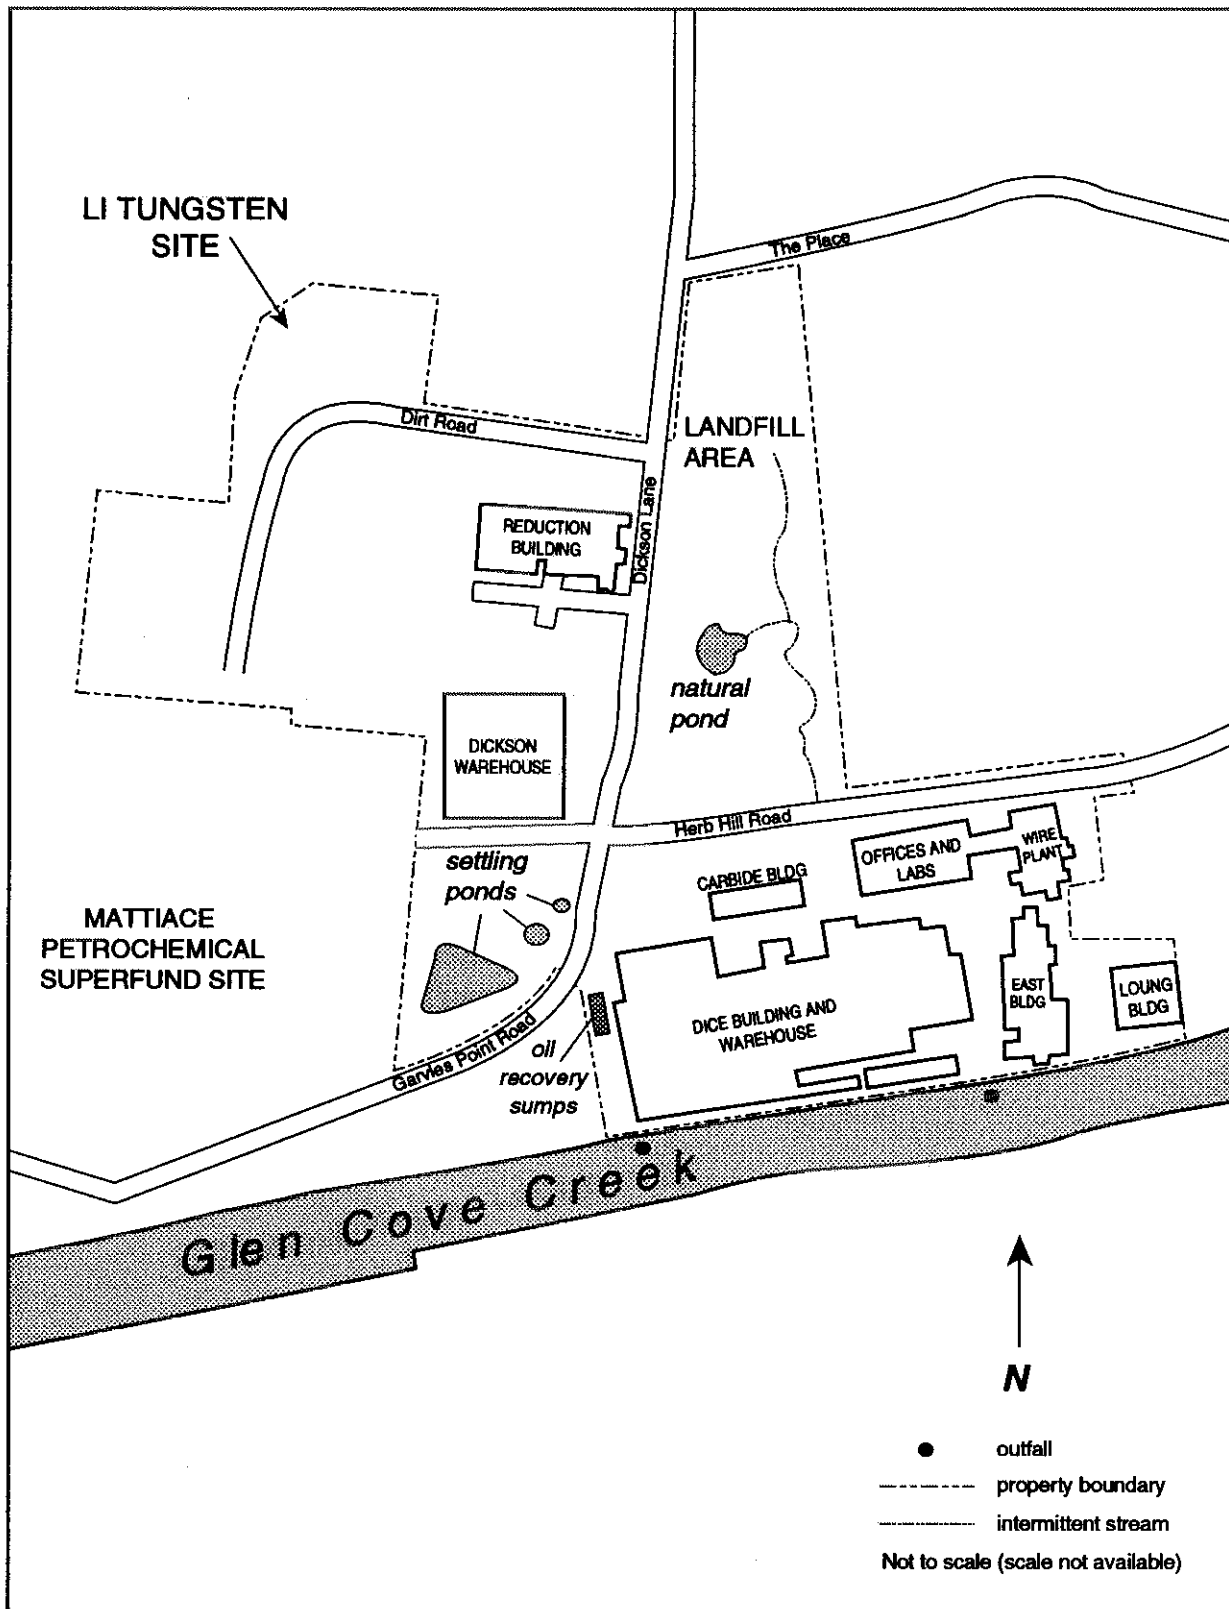 The Place
LI TUNGSTEN
SITE
Dirt Road
LANDFILL
AREA
Dickson Lane
REDUCTION
BUILDING
natural
pond
DICKSON
WAREHOUSE
Herb Hill Road
WIRE
PLANT
OFFICES AND
LABS
CARBIDE BLDG
settling
ponds
MATTIACE
PETROCHEMICAL
SUPERFUND SITE
EAST
BLDG
LOUNG
BLDG
DICE BUILDING AND
WAREHOUSE
oil
recovery
sumps
Garvies Point Road
Glen Cove Creek
N
outfall
property boundary
intermittent stream
Not to scale (scale not available)